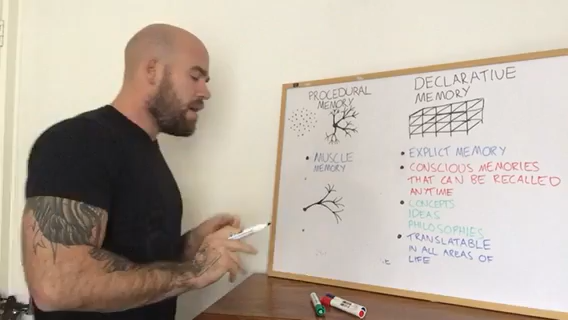 PROCEDURAL
MEMORY
• MUSCLE
MEMORY
DECLARATIVE
MEMORY
• EXPLICT MEMORY
• CONSCIOUS MEMORIES
THAT CAN BE RECALLED
ANYTIME
• CONCEPTS
IDEAS
PHILOSOPHIES
• TRANSLATABLE
IN ALL AREAS OF
LIFE